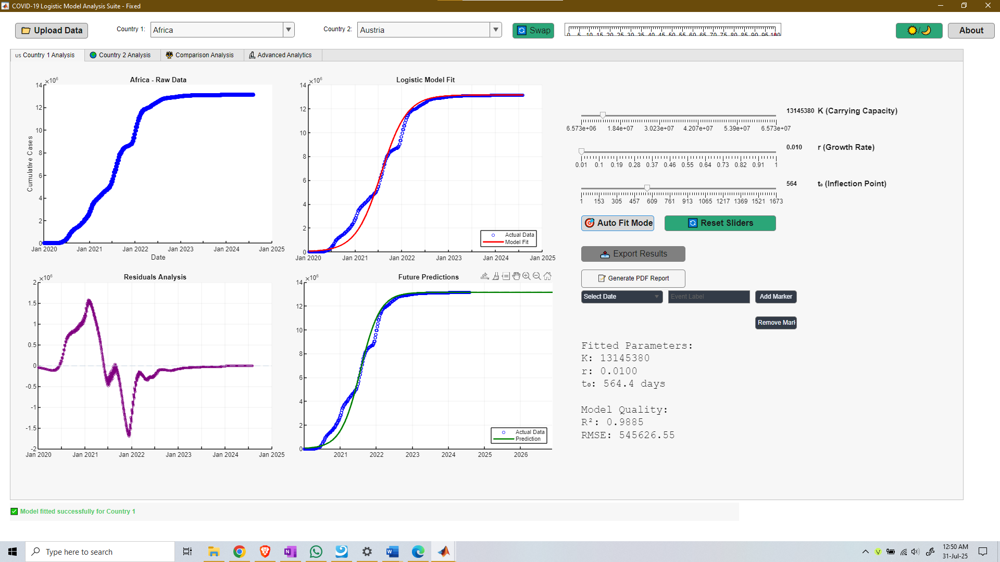 COVID-19 Logistic Model Analysis Suite - Fixed
Upload Data
Country 1:
Africa
Country 2:
Austria
Swap
0 5 10 15 20 25 30 35 40 45 50 55 60 65 70 75 80 85 90 95 100
About
us Country 1 Analysis
Country 2 Analysis
Comparison Analysis
Advanced Analytics
Africa - Raw Data
×10⁶
14
12
10
8
6
4
2
0
Cumulative Cases
Jan 2020 Jan 2021 Jan 2022 Jan 2023 Jan 2024 Jan 2025
Date
Logistic Model Fit
×10⁶
14
12
10
8
6
4
2
0
Actual Data
Model Fit
Jan 2020 Jan 2021 Jan 2022 Jan 2023 Jan 2024 Jan 2025
Residuals Analysis
×10⁶
2
1.5
1
0.5
0
-0.5
-1
-1.5
-2
Jan 2020 Jan 2021 Jan 2022 Jan 2023 Jan 2024 Jan 2025
Future Predictions
×10⁶
14
12
10
8
6
4
2
0
Actual Data
Prediction
2021 2022 2023 2024 2025 2026
13145380 K (Carrying Capacity)
6.573e+06 1.84e+07 3.023e+07 4.207e+07 5.39e+07 6.573e+07
0.010 r (Growth Rate)
0.01 0.1 0.19 0.28 0.37 0.46 0.55 0.64 0.73 0.82 0.91 1
564 t₀ (Inflection Point)
1 153 305 457 609 761 913 1065 1217 1369 1521 1673
Auto Fit Mode
Reset Sliders
Export Results
Generate PDF Report
Select Date
Event Label
Add Marker
Remove Mark
Fitted Parameters:
K: 13145380
r: 0.0100
t₀: 564.4 days
Model Quality:
R²: 0.9885
RMSE: 545626.55
Model fitted successfully for Country 1
Type here to search
12:50 AM
31-Jul-25